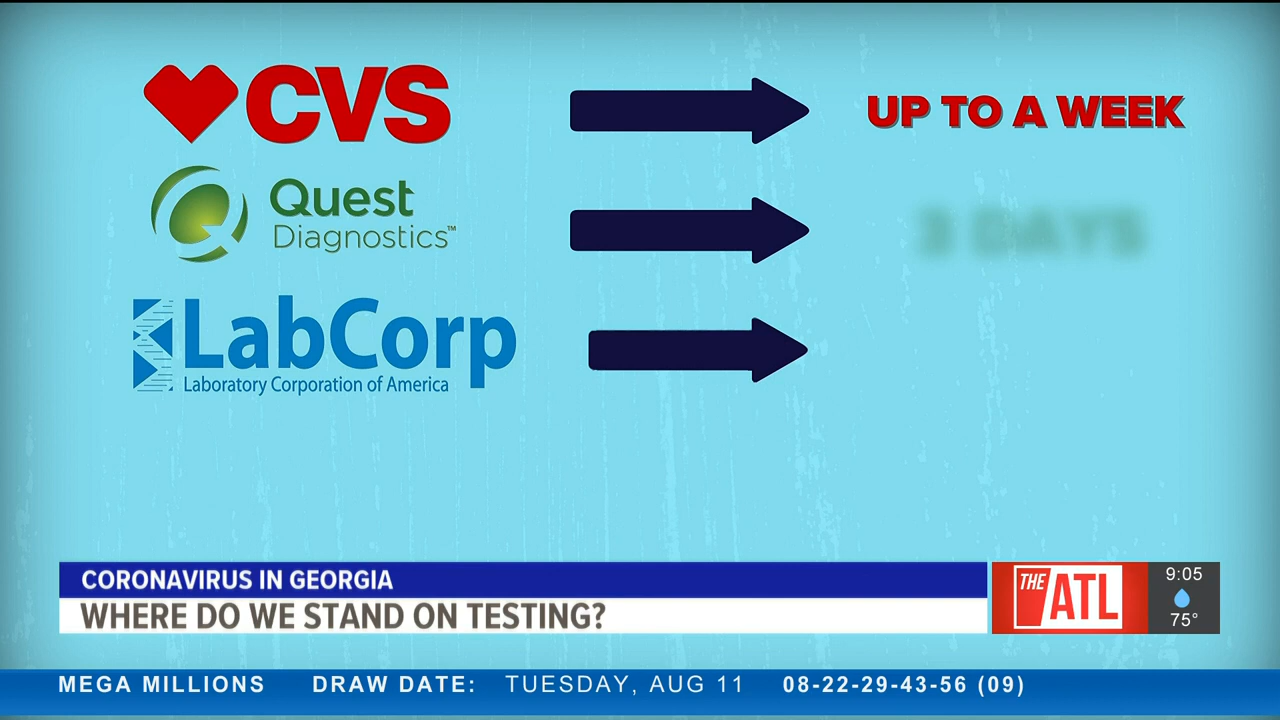 CVS
UP TO A WEEK
Quest
Diagnostics™
3 DAYS
LabCorp
Laboratory Corporation of America
CORONAVIRUS IN GEORGIA
WHERE DO WE STAND ON TESTING?
THE ATL
9:05
75°
MEGA MILLIONS DRAW DATE: TUESDAY, AUG 11 08-22-29-43-56 (09)